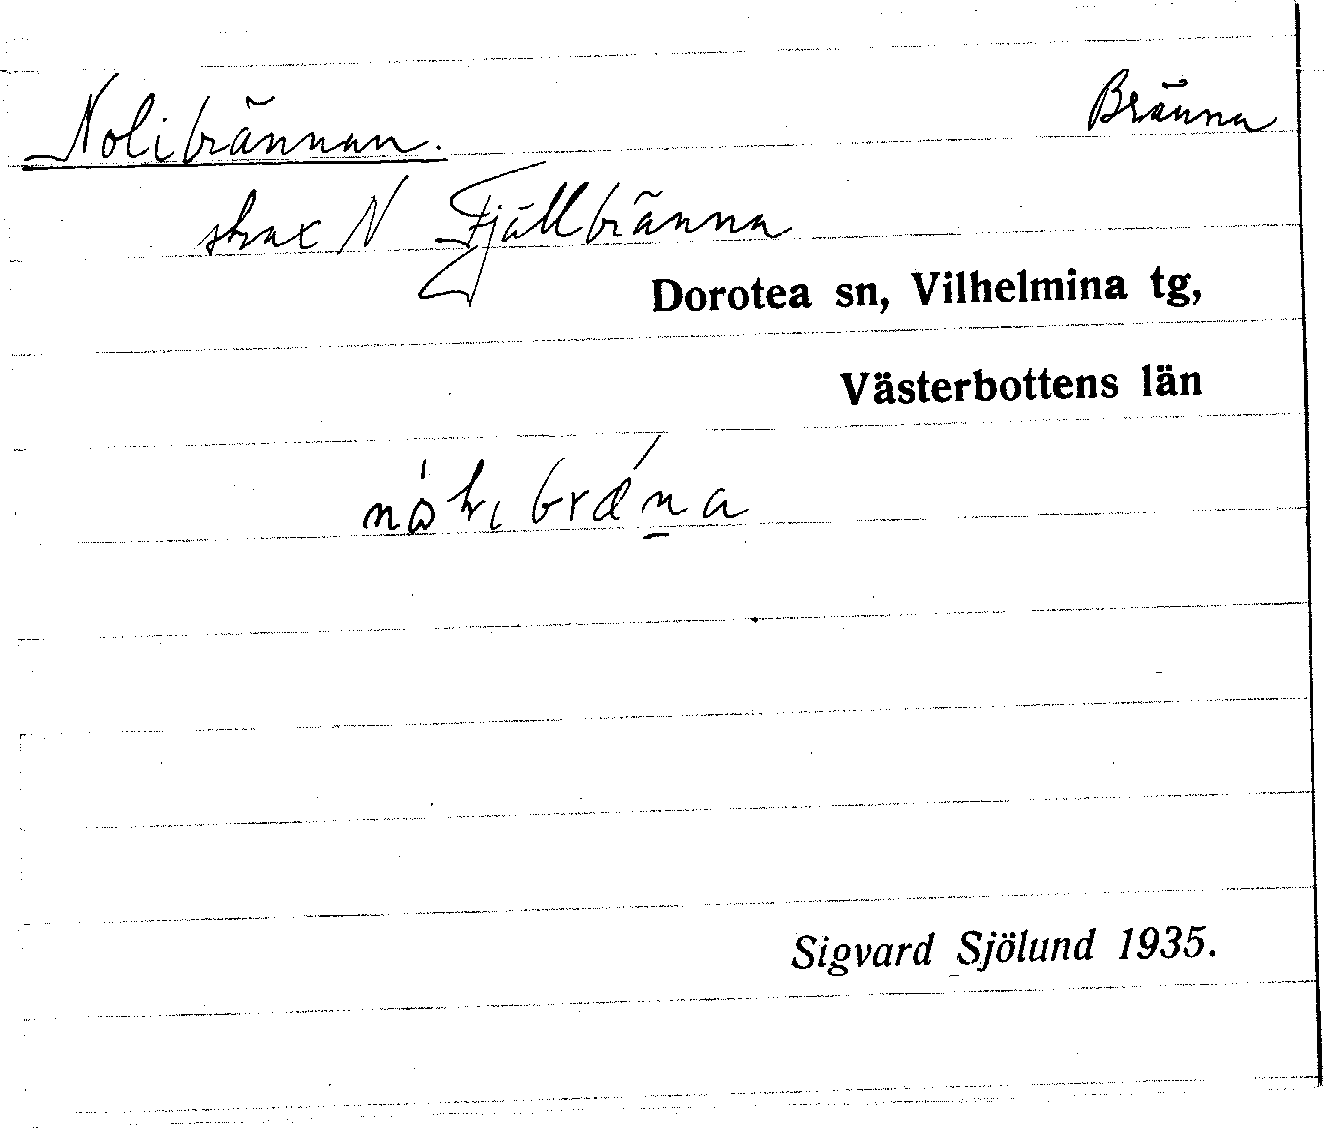 Nolibrännan. Bränna
strax N Fjällbränna
Dorotea sn, Vilhelmina tg,
Västerbottens län
Sigvard Sjölund 1935.